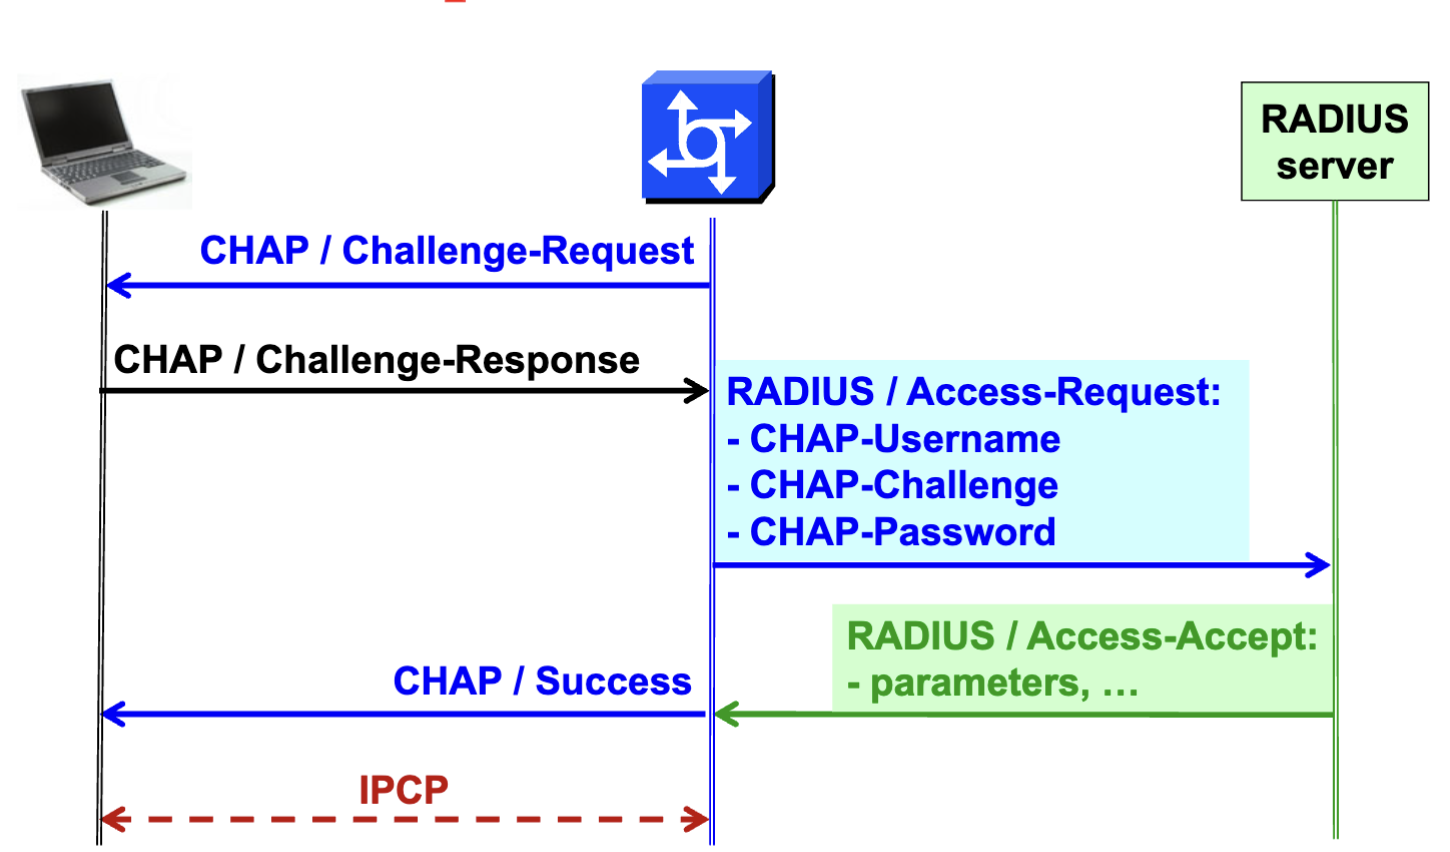 RADIUS
server
CHAP / Challenge-Request
CHAP / Challenge-Response
RADIUS / Access-Request:
- CHAP-Username
- CHAP-Challenge
- CHAP-Password
RADIUS / Access-Accept:
- parameters, …
CHAP / Success
IPCP